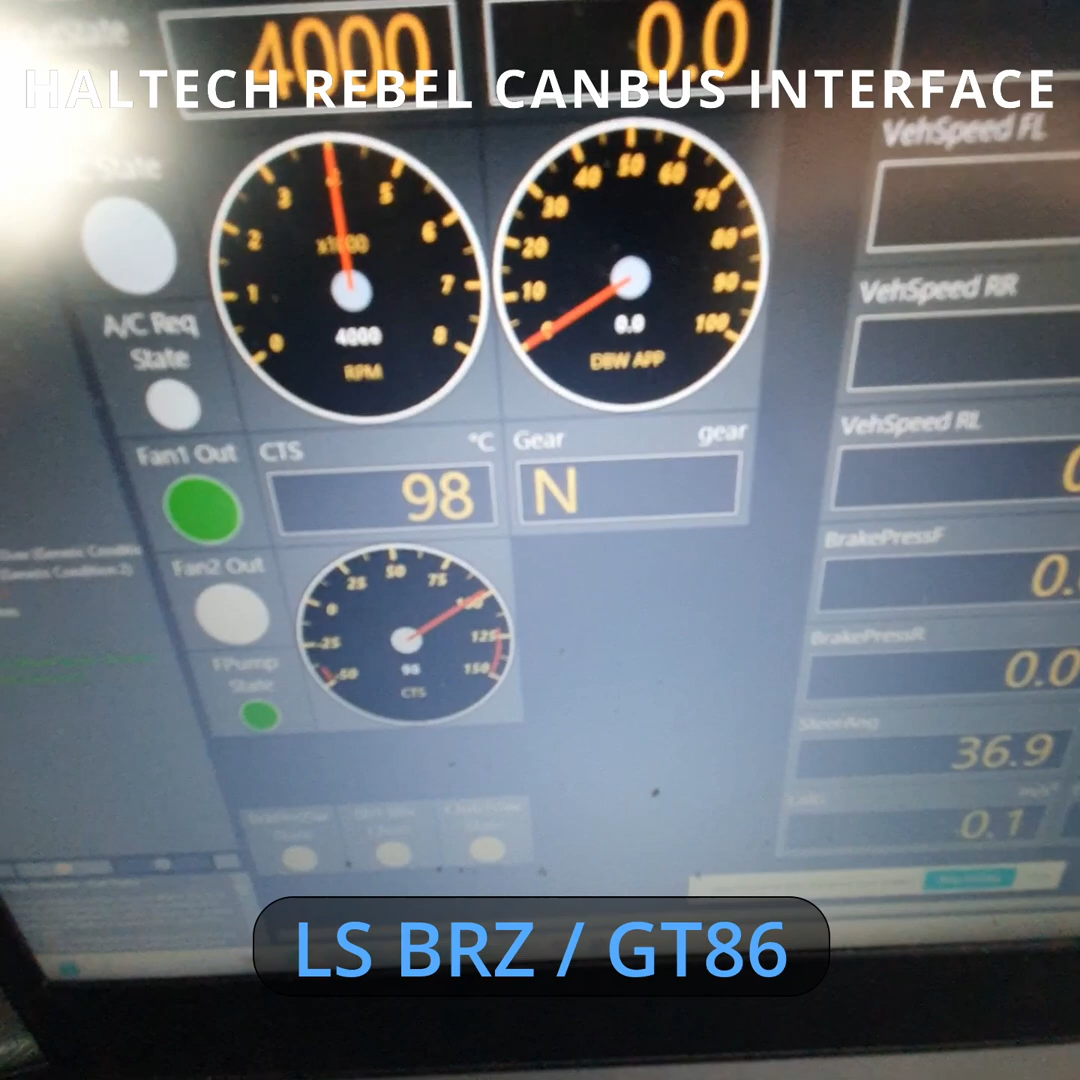 State
4000
0.0
HALTECH REBEL CANBUS INTERFACE
VehSpeed FL
State
0 1 2 3 4 5 6 7 8
x1000
4000
RPM
0 10 20 30 40 50 60 70 80 90 100
0.0
DBW APP
VehSpeed RR
A/C Req
State
VehSpeed RL
0
Fan1 Out
CTS °C
98
Gear gear
N
BrakePressF
0.
Fan2 Out
-50 -25 0 25 50 75 100 125 150
98
CTS
BrakePressR
0.0
FPump
State
SteerAng
36.9
0.1
LS BRZ / GT86